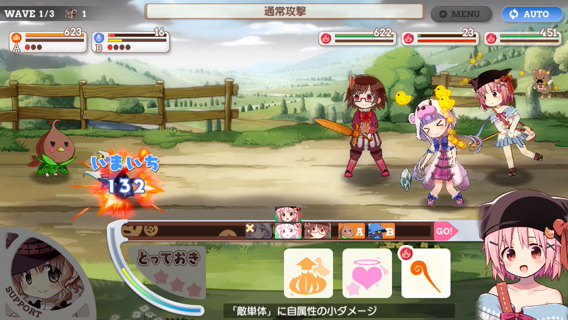 WAVE 1/3 1
通常攻撃
MENU
AUTO
623
A
16
B
622
23
451
いまいち
132
A B GO!
とっておき
SUPPORT
「敵単体」に自属性の小ダメージ